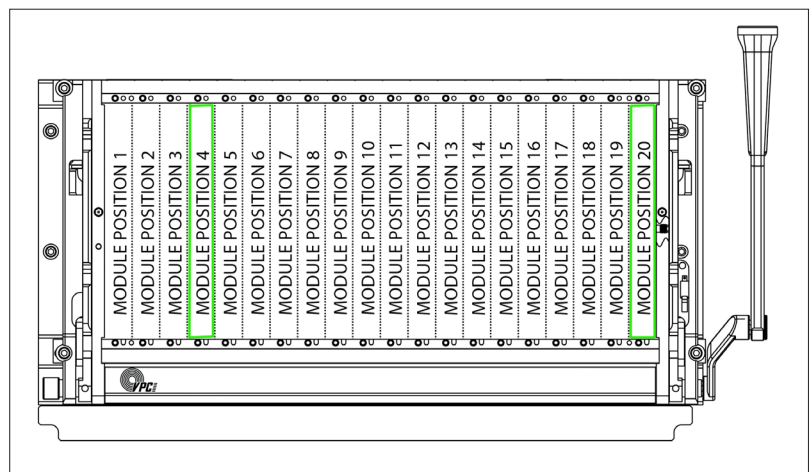 MODULE POSITION 1
MODULE POSITION 2
MODULE POSITION 3
MODULE POSITION 4
MODULE POSITION 5
MODULE POSITION 6
MODULE POSITION 7
MODULE POSITION 8
MODULE POSITION 9
MODULE POSITION 10
MODULE POSITION 11
MODULE POSITION 12
MODULE POSITION 13
MODULE POSITION 14
MODULE POSITION 15
MODULE POSITION 16
MODULE POSITION 17
MODULE POSITION 18
MODULE POSITION 19
MODULE POSITION 20
VPC